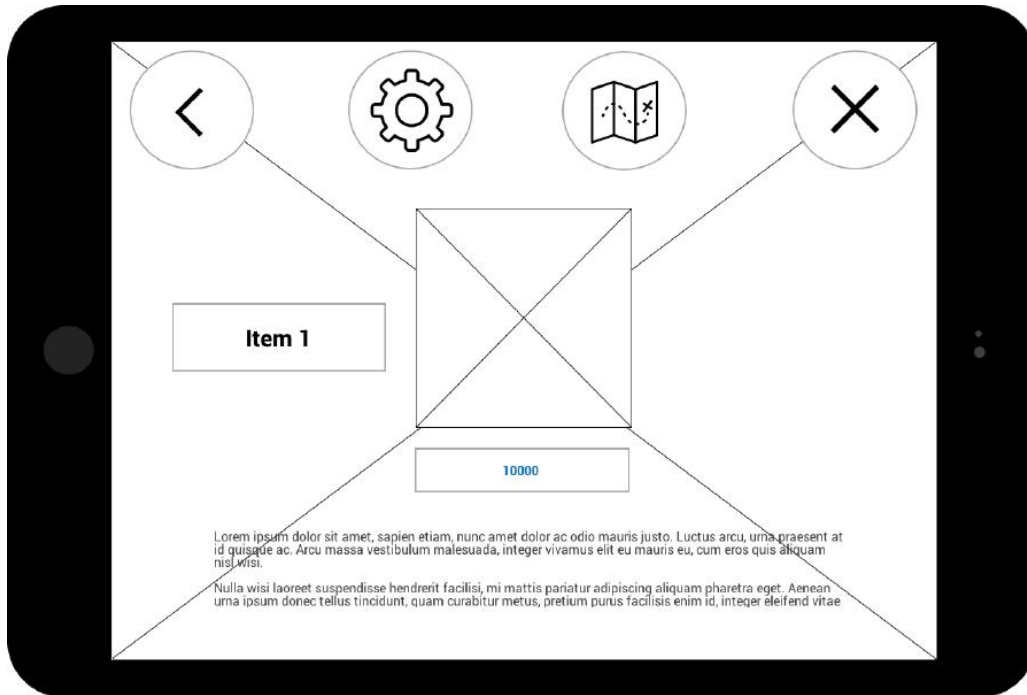 Item 1
10000
Lorem ipsum dolor sit amet, sapien etiam, nunc amet dolor ac odio mauris justo. Luctus arcu, urna praesent at
id quisque ac. Arcu massa vestibulum malesuada, integer vivamus elit eu mauris eu, cum eros quis aliquam
nisl wisi.
Nulla wisi laoreet suspendisse hendrerit facilisi, mi mattis pariatur adipiscing aliquam pharetra eget. Aenean
urna ipsum donec tellus tincidunt, quam curabitur metus, pretium purus facilisis enim id, integer eleifend vitae